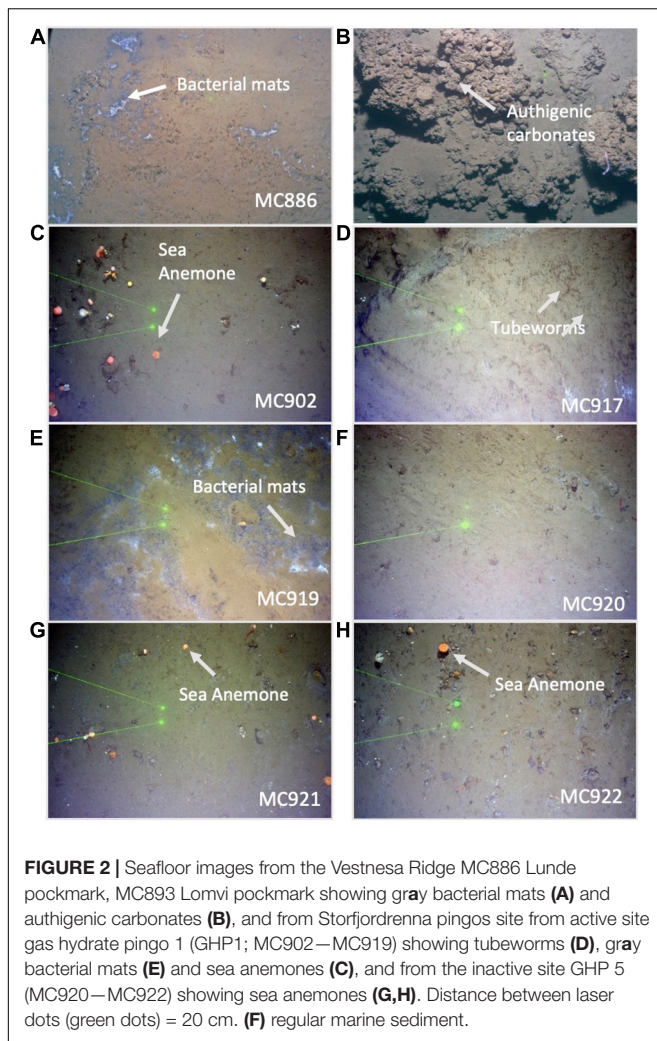 A
Bacterial mats
MC886
B
Authigenic
carbonates
C
Sea
Anemone
MC902
D
Tubeworms
MC917
E
Bacterial mats
MC919
F
MC920
G
Sea Anemone
MC921
H
Sea Anemone
MC922
FIGURE 2 | Seafloor images from the Vestnesa Ridge MC886 Lunde
pockmark, MC893 Lomvi pockmark showing gray bacterial mats (A) and
authigenic carbonates (B), and from Storfjordrenna pingos site from active site
gas hydrate pingo 1 (GHP1; MC902—MC919) showing tubeworms (D), gray
bacterial mats (E) and sea anemones (C), and from the inactive site GHP 5
(MC920—MC922) showing sea anemones (G,H). Distance between laser
dots (green dots) = 20 cm. (F) regular marine sediment.